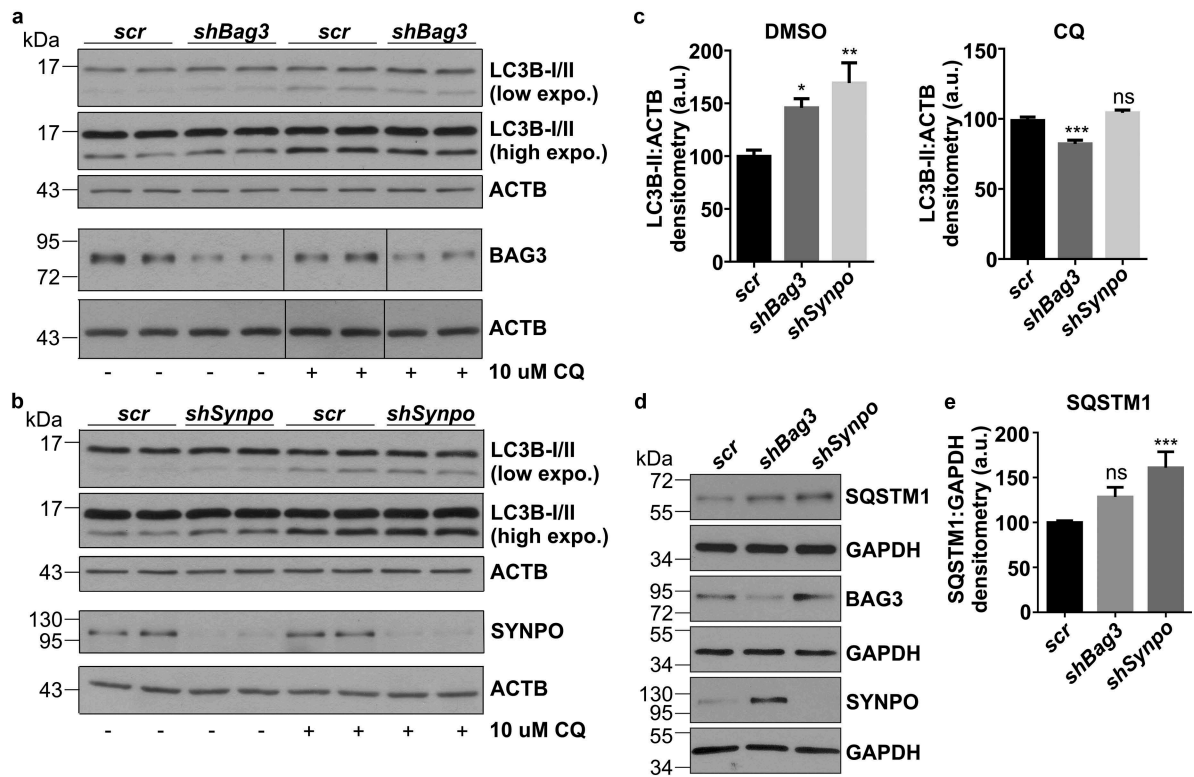 a
kDa
scr shBag3 scr shBag3
17
LC3B-I/II
(low expo.)
17
LC3B-I/II
(high expo.)
43
ACTB
95
BAG3
72
43
ACTB
- - - - + + + + 10 uM CQ
b
kDa
scr shSynpo scr shSynpo
17
LC3B-I/II
(low expo.)
17
LC3B-I/II
(high expo.)
43
ACTB
130
SYNPO
95
43
ACTB
- - - - + + + + 10 uM CQ
c
DMSO
LC3B-II:ACTB
densitometry (a.u.)
200
150
100
50
0
* **
scr shBag3 shSynpo
CQ
LC3B-II:ACTB
densitometry (a.u.)
150
100
50
0
*** ns
scr shBag3 shSynpo
d
kDa
scr shBag3 shSynpo
72
SQSTM1
55
GAPDH
34
95
BAG3
72
55
GAPDH
34
130
SYNPO
95
55
GAPDH
34
e
SQSTM1
SQSTM1:GAPDH
densitometry (a.u.)
200
150
100
50
0
ns ***
scr shBag3 shSynpo